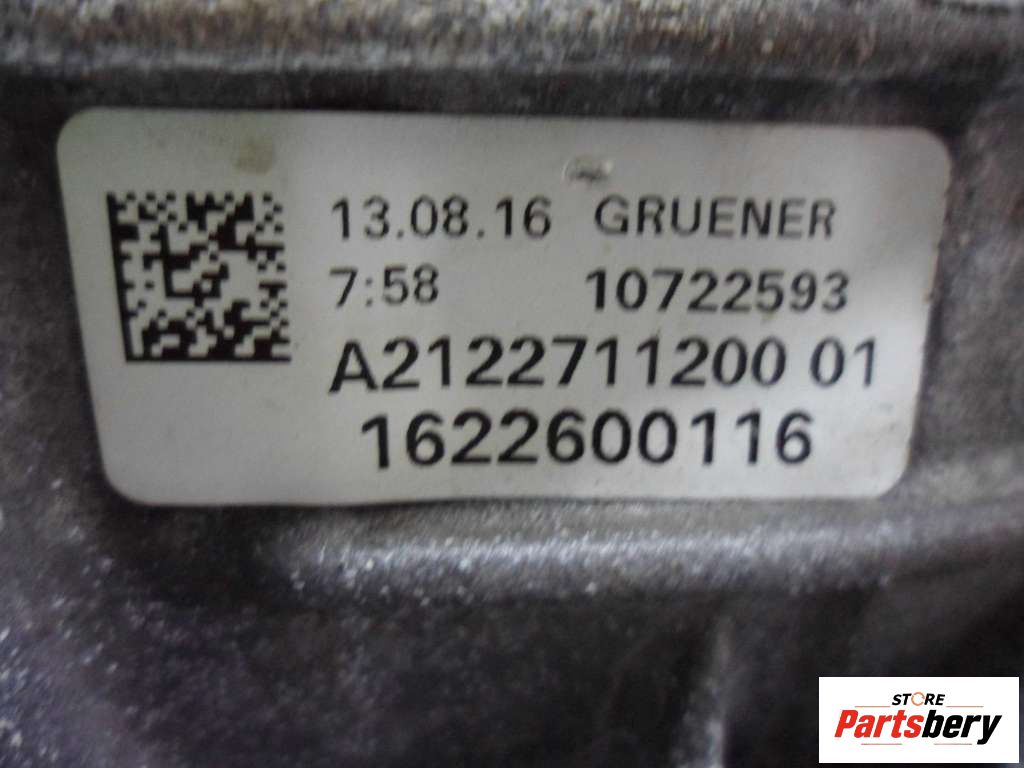 13.08.16 GRUENER
7:58 10722593
A2122711200 01
1622600116
STORE
Partsbery